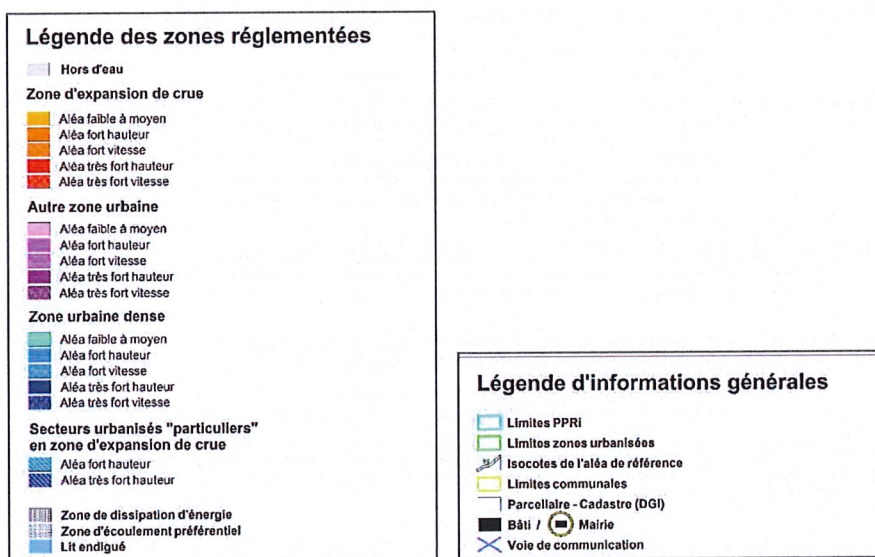 Légende des zones réglementées
Hors d'eau
Zone d'expansion de crue
Aléa faible à moyen
Aléa fort hauteur
Aléa fort vitesse
Aléa très fort hauteur
Aléa très fort vitesse
Autre zone urbaine
Aléa faible à moyen
Aléa fort hauteur
Aléa fort vitesse
Aléa très fort hauteur
Aléa très fort vitesse
Zone urbaine dense
Aléa faible à moyen
Aléa fort hauteur
Aléa fort vitesse
Aléa très fort hauteur
Aléa très fort vitesse
Secteurs urbanisés "particuliers"
en zone d'expansion de crue
Aléa fort hauteur
Aléa très fort hauteur
Zone de dissipation d'énergie
Zone d'écoulement préférentiel
Lit endigué
Légende d'informations générales
Limites PPRi
Limites zones urbanisées
Isocotes de l'aléa de référence
Limites communales
Parcellaire - Cadastre (DGI)
Bâti / Mairie
Voie de communication